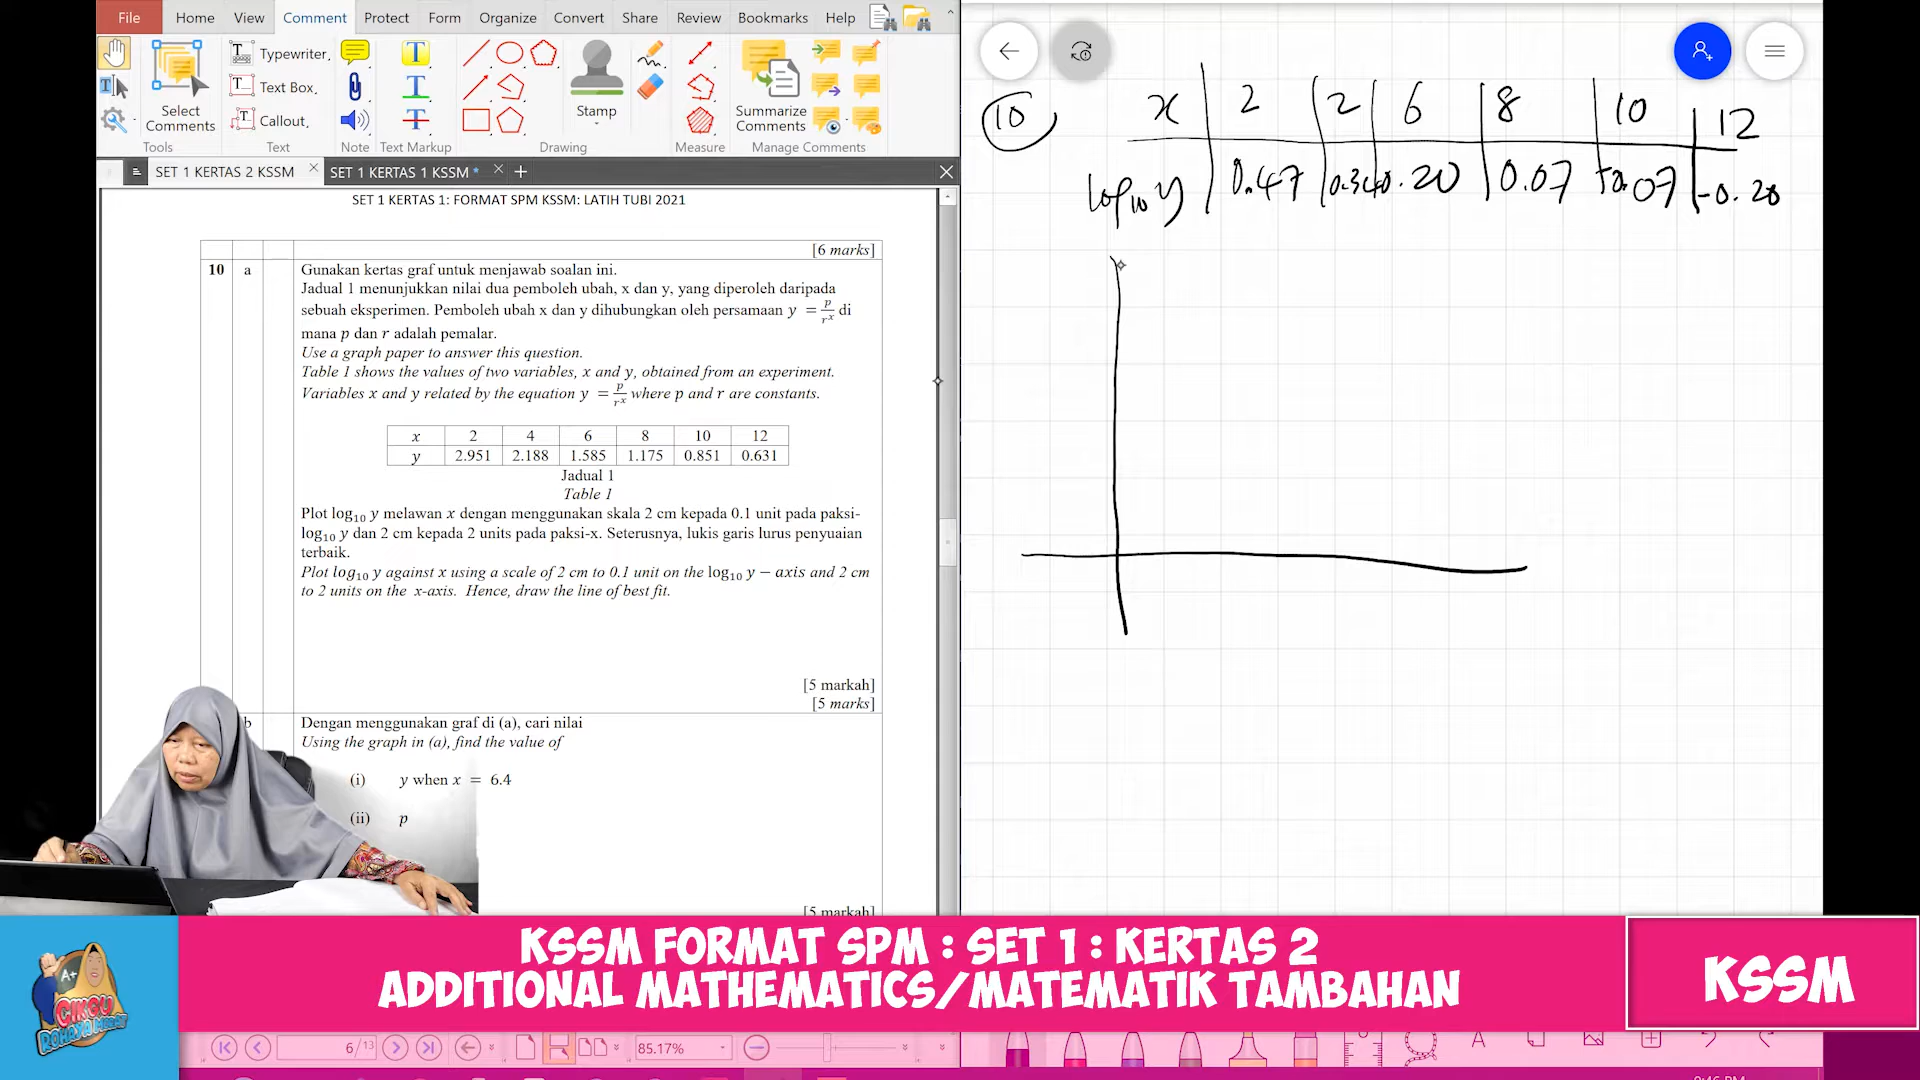 File Home View Comment Protect Form Organize Convert Share Review Bookmarks Help
Select Comments
Typewriter
Text Box
Callout
Stamp
Summarize Comments
Tools Text Note Text Markup Drawing Measure Manage Comments
SET 1 KERTAS 2 KSSM SET 1 KERTAS 1 KSSM *
SET 1 KERTAS 1: FORMAT SPM KSSM: LATIH TUBI 2021
[6 marks]
10 a Gunakan kertas graf untuk menjawab soalan ini.
Jadual 1 menunjukkan nilai dua pemboleh ubah, x dan y, yang diperoleh daripada
sebuah eksperimen. Pemboleh ubah x dan y dihubungkan oleh persamaan y = p/r^x di
mana p dan r adalah pemalar.
Use a graph paper to answer this question.
Table 1 shows the values of two variables, x and y, obtained from an experiment.
Variables x and y related by the equation y = p/r^x where p and r are constants.
x 2 4 6 8 10 12
y 2.951 2.188 1.585 1.175 0.851 0.631
Jadual 1
Table 1
Plot log₁₀ y melawan x dengan menggunakan skala 2 cm kepada 0.1 unit pada paksi-
log₁₀ y dan 2 cm kepada 2 units pada paksi-x. Seterusnya, lukis garis lurus penyuaian
terbaik.
Plot log₁₀ y against x using a scale of 2 cm to 0.1 unit on the log₁₀ y − axis and 2 cm
to 2 units on the x-axis. Hence, draw the line of best fit.
[5 markah]
[5 marks]
b Dengan menggunakan graf di (a), cari nilai
Using the graph in (a), find the value of
(i) y when x = 6.4
(ii) p
[5 markah]
10
x 2 2 6 8 10 12
log₁₀ y 0.47 0.34 0.20 0.07 -0.07 -0.20
A+
CIKGU
KSSM FORMAT SPM : SET 1 : KERTAS 2
ADDITIONAL MATHEMATICS/MATEMATIK TAMBAHAN
KSSM
6 /13
85.17%